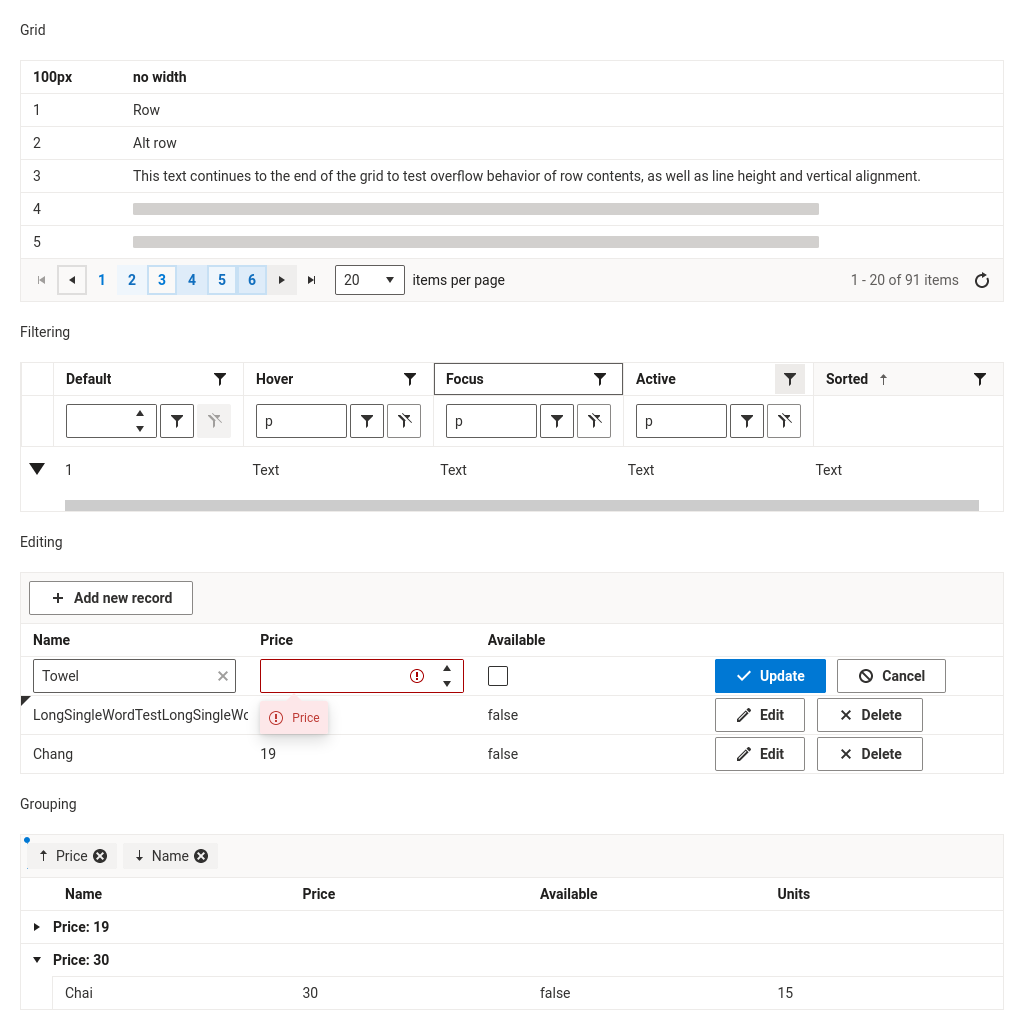 Grid
100px no width
1 Row
2 Alt row
3 This text continues to the end of the grid to test overflow behavior of row contents, as well as line height and vertical alignment.
4
5
1 2 3 4 5 6 20 items per page 1 - 20 of 91 items
Filtering
Default Hover Focus Active Sorted
p p p
1 Text Text Text Text
Editing
Add new record
Name Price Available
Towel Update Cancel
LongSingleWordTestLongSingleWo Price false Edit Delete
Chang 19 false Edit Delete
Grouping
Price Name
Name Price Available Units
Price: 19
Price: 30
Chai 30 false 15